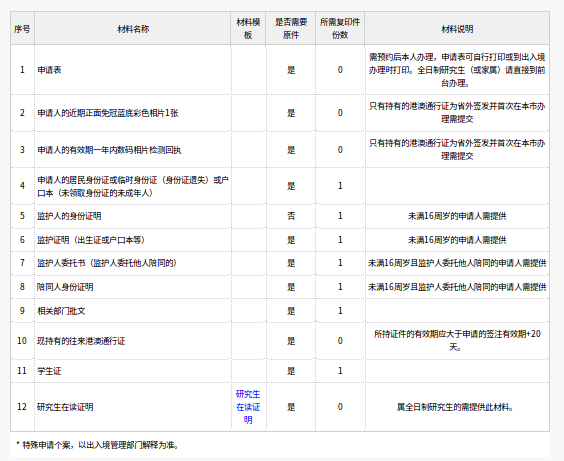 序号 材料名称 材料模板 是否需要原件 所需复印件份数 材料说明
1 申请表 是 0 需预约后本人办理，申请表可自行打印或到出入境
办理时打印。全日制研究生（或家属）请直接到前
台办理。
2 申请人的近期正面免冠蓝底彩色相片1张 是 0 只有持有的港澳通行证为省外签发并首次在本市办
理需提交
3 申请人的有效期一年内数码相片检测回执 是 0 只有持有的港澳通行证为省外签发并首次在本市办
理需提交
4 申请人的居民身份证或临时身份证（身份证遗失）或户
口本（未领取身份证的未成年人） 是 1
5 监护人的身份证明 否 1 未满16周岁的申请人需提供
6 监护证明（出生证或户口本等） 是 1 未满16周岁的申请人需提供
7 监护人委托书（监护人委托他人陪同的） 是 1 未满16周岁且监护人委托他人陪同的申请人需提供
8 陪同人身份证明 是 1 未满16周岁且监护人委托他人陪同的申请人需提供
9 相关部门批文 是 1
10 现持有的往来港澳通行证 是 0 所持证件的有效期应大于申请的签注有效期+20
天。
11 学生证 是 1
12 研究生在读证明 研究生
在读证
明 是 0 属全日制研究生的需提供此材料。
* 特殊申请个案，以出入境管理部门解释为准。